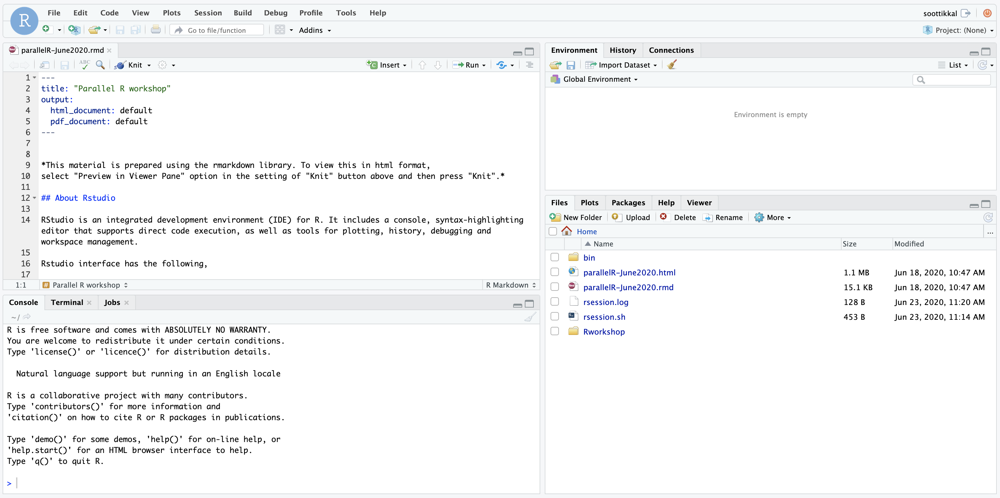 R
File Edit Code View Plots Session Build Debug Profile Tools Help
soottikkal
Go to file/function
Addins
Project: (None)
parallelR-June2020.rmd
ABC
Knit
Insert
Run
1 ---
2 title: "Parallel R workshop"
3 output:
4 html_document: default
5 pdf_document: default
6 ---
7
8
9 *This material is prepared using the rmarkdown library. To view this in html format,
10 select "Preview in Viewer Pane" option in the setting of "Knit" button above and then press "Knit".*
11
12 ## About Rstudio
13
14 RStudio is an integrated development environment (IDE) for R. It includes a console, syntax-highlighting
editor that supports direct code execution, as well as tools for plotting, history, debugging and
workspace management.
15
16 Rstudio interface has the following,
17
1:1 # Parallel R workshop R Markdown
Console Terminal Jobs
~/
R is free software and comes with ABSOLUTELY NO WARRANTY.
You are welcome to redistribute it under certain conditions.
Type 'license()' or 'licence()' for distribution details.
Natural language support but running in an English locale
R is a collaborative project with many contributors.
Type 'contributors()' for more information and
'citation()' on how to cite R or R packages in publications.
Type 'demo()' for some demos, 'help()' for on-line help, or
'help.start()' for an HTML browser interface to help.
Type 'q()' to quit R.
>
Environment History Connections
Import Dataset
List
Global Environment
Environment is empty
Files Plots Packages Help Viewer
New Folder Upload Delete Rename More
Home ...
Name Size Modified
bin
parallelR-June2020.html 1.1 MB Jun 18, 2020, 10:47 AM
parallelR-June2020.rmd 15.1 KB Jun 18, 2020, 10:47 AM
rsession.log 128 B Jun 23, 2020, 11:20 AM
rsession.sh 453 B Jun 23, 2020, 11:14 AM
Rworkshop